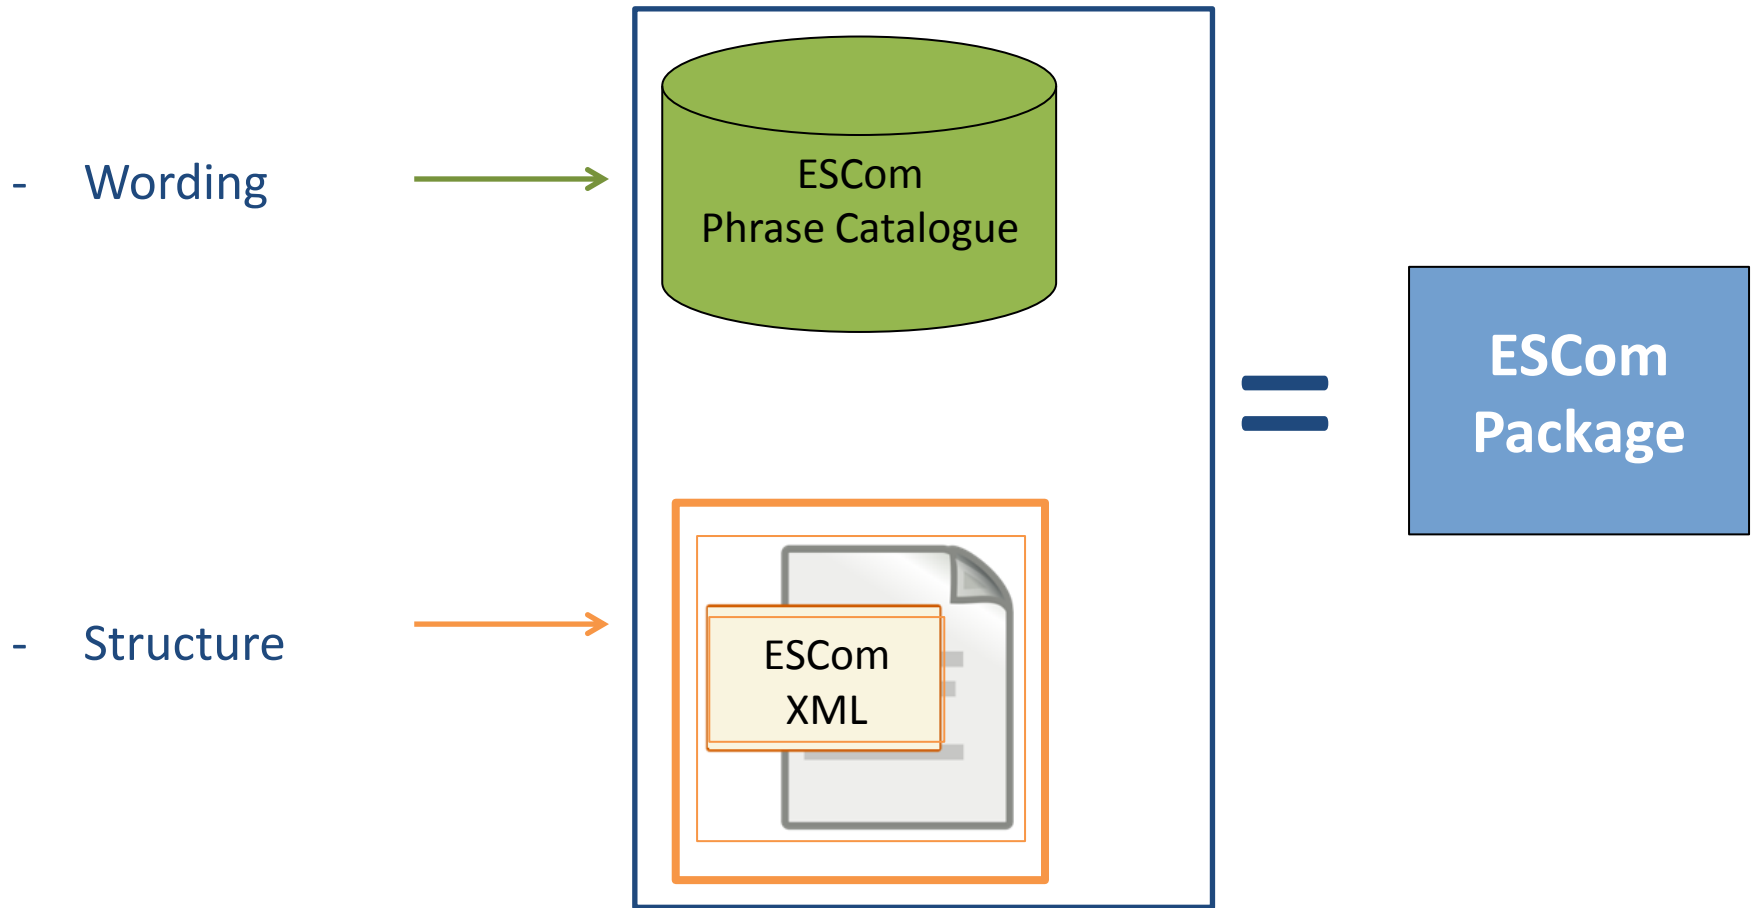 - Wording
ESCom
Phrase Catalogue
- Structure
ESCom
XML
=
ESCom
Package